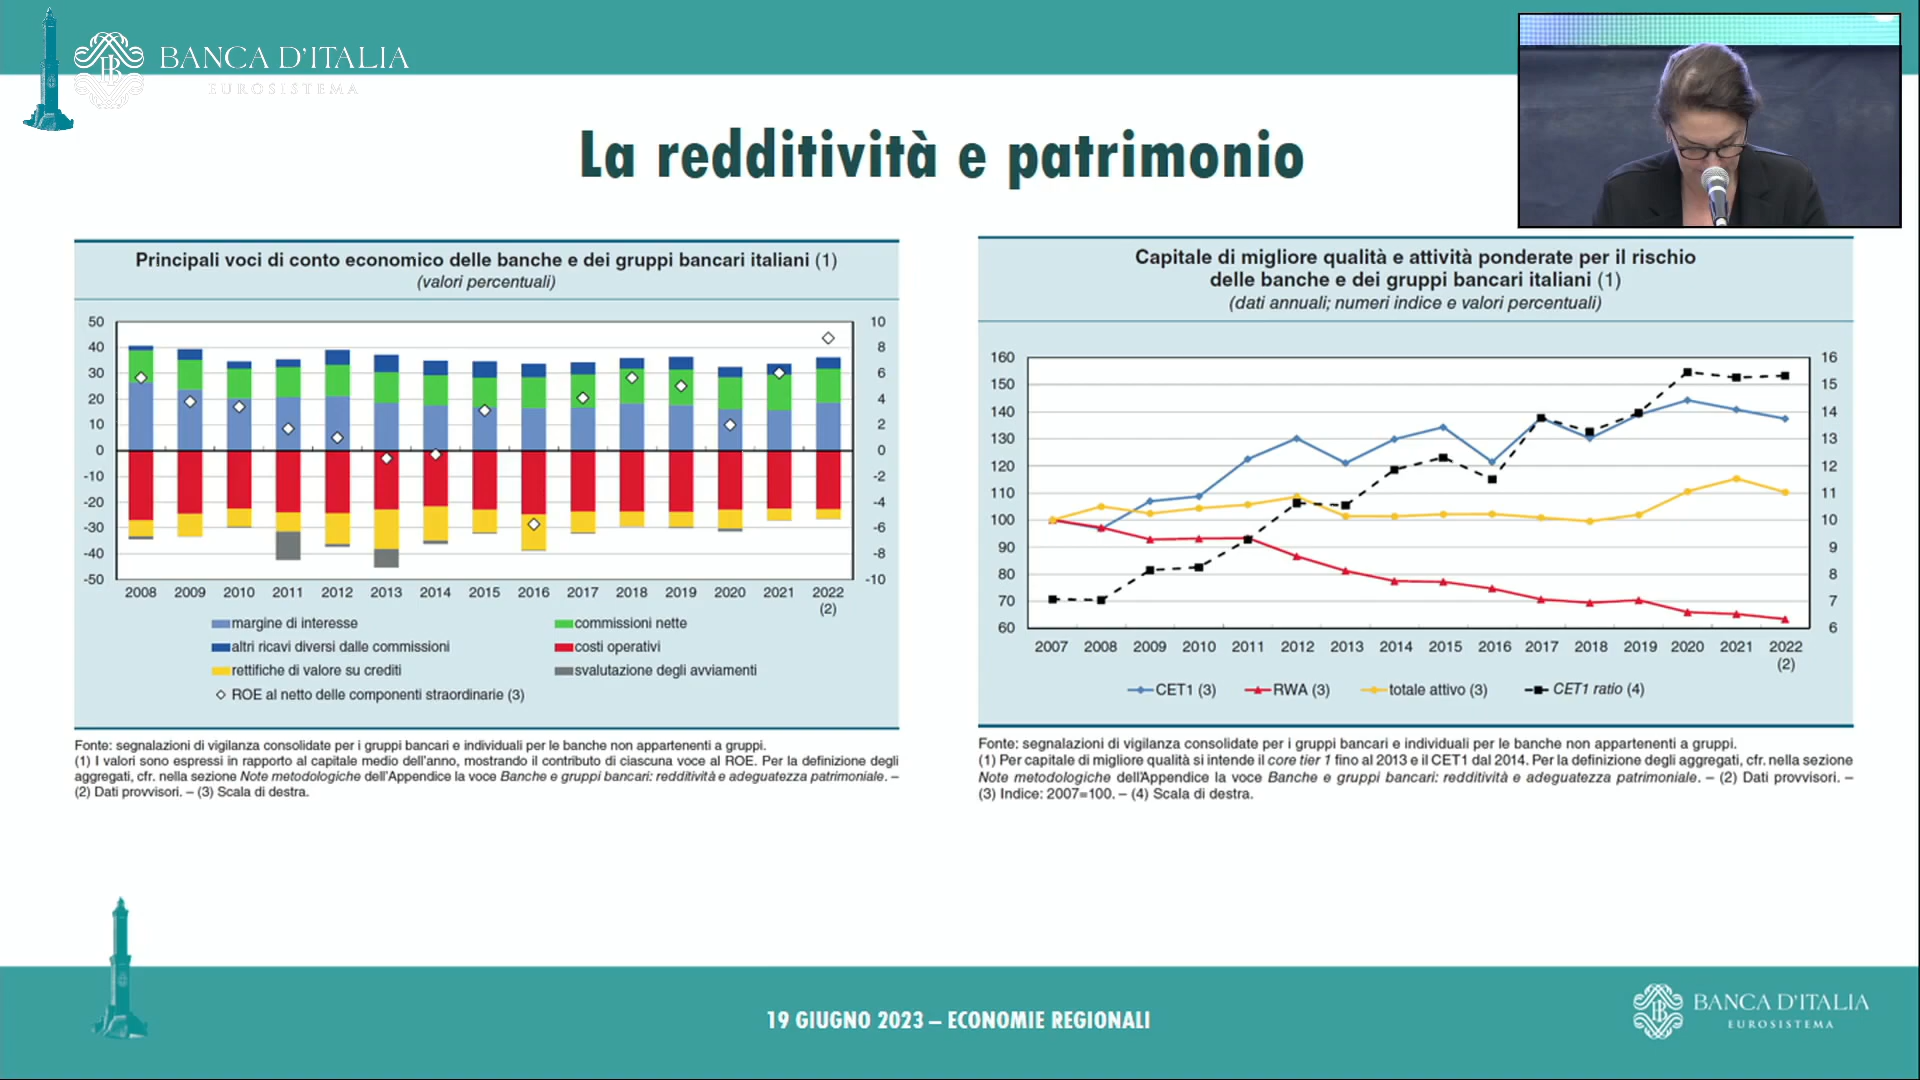 BANCA D'ITALIA
EUROSISTEMA
La redditività e patrimonio
Principali voci di conto economico delle banche e dei gruppi bancari italiani (1)
(valori percentuali)
50 10
40 8
30 6
20 4
10 2
0 0
-10 -2
-20 -4
-30 -6
-40 -8
-50 -10
2008 2009 2010 2011 2012 2013 2014 2015 2016 2017 2018 2019 2020 2021 2022
(2)
margine di interesse commissioni nette
altri ricavi diversi dalle commissioni costi operativi
rettifiche di valore su crediti svalutazione degli avviamenti
ROE al netto delle componenti straordinarie (3)
Fonte: segnalazioni di vigilanza consolidate per i gruppi bancari e individuali per le banche non appartenenti a gruppi.
(1) I valori sono espressi in rapporto al capitale medio dell'anno, mostrando il contributo di ciascuna voce al ROE. Per la definizione degli
aggregati, cfr. nella sezione Note metodologiche dell'Appendice la voce Banche e gruppi bancari: redditività e adeguatezza patrimoniale. –
(2) Dati provvisori. – (3) Scala di destra.
Capitale di migliore qualità e attività ponderate per il rischio
delle banche e dei gruppi bancari italiani (1)
(dati annuali; numeri indice e valori percentuali)
160 16
150 15
140 14
130 13
120 12
110 11
100 10
90 9
80 8
70 7
60 6
2007 2008 2009 2010 2011 2012 2013 2014 2015 2016 2017 2018 2019 2020 2021 2022
(2)
CET1 (3) RWA (3) totale attivo (3) CET1 ratio (4)
Fonte: segnalazioni di vigilanza consolidate per i gruppi bancari e individuali per le banche non appartenenti a gruppi.
(1) Per capitale di migliore qualità si intende il core tier 1 fino al 2013 e il CET1 dal 2014. Per la definizione degli aggregati, cfr. nella sezione
Note metodologiche dell'Appendice la voce Banche e gruppi bancari: redditività e adeguatezza patrimoniale. – (2) Dati provvisori. –
(3) Indice: 2007=100. – (4) Scala di destra.
19 GIUGNO 2023 – ECONOMIE REGIONALI
BANCA D'ITALIA
EUROSISTEMA